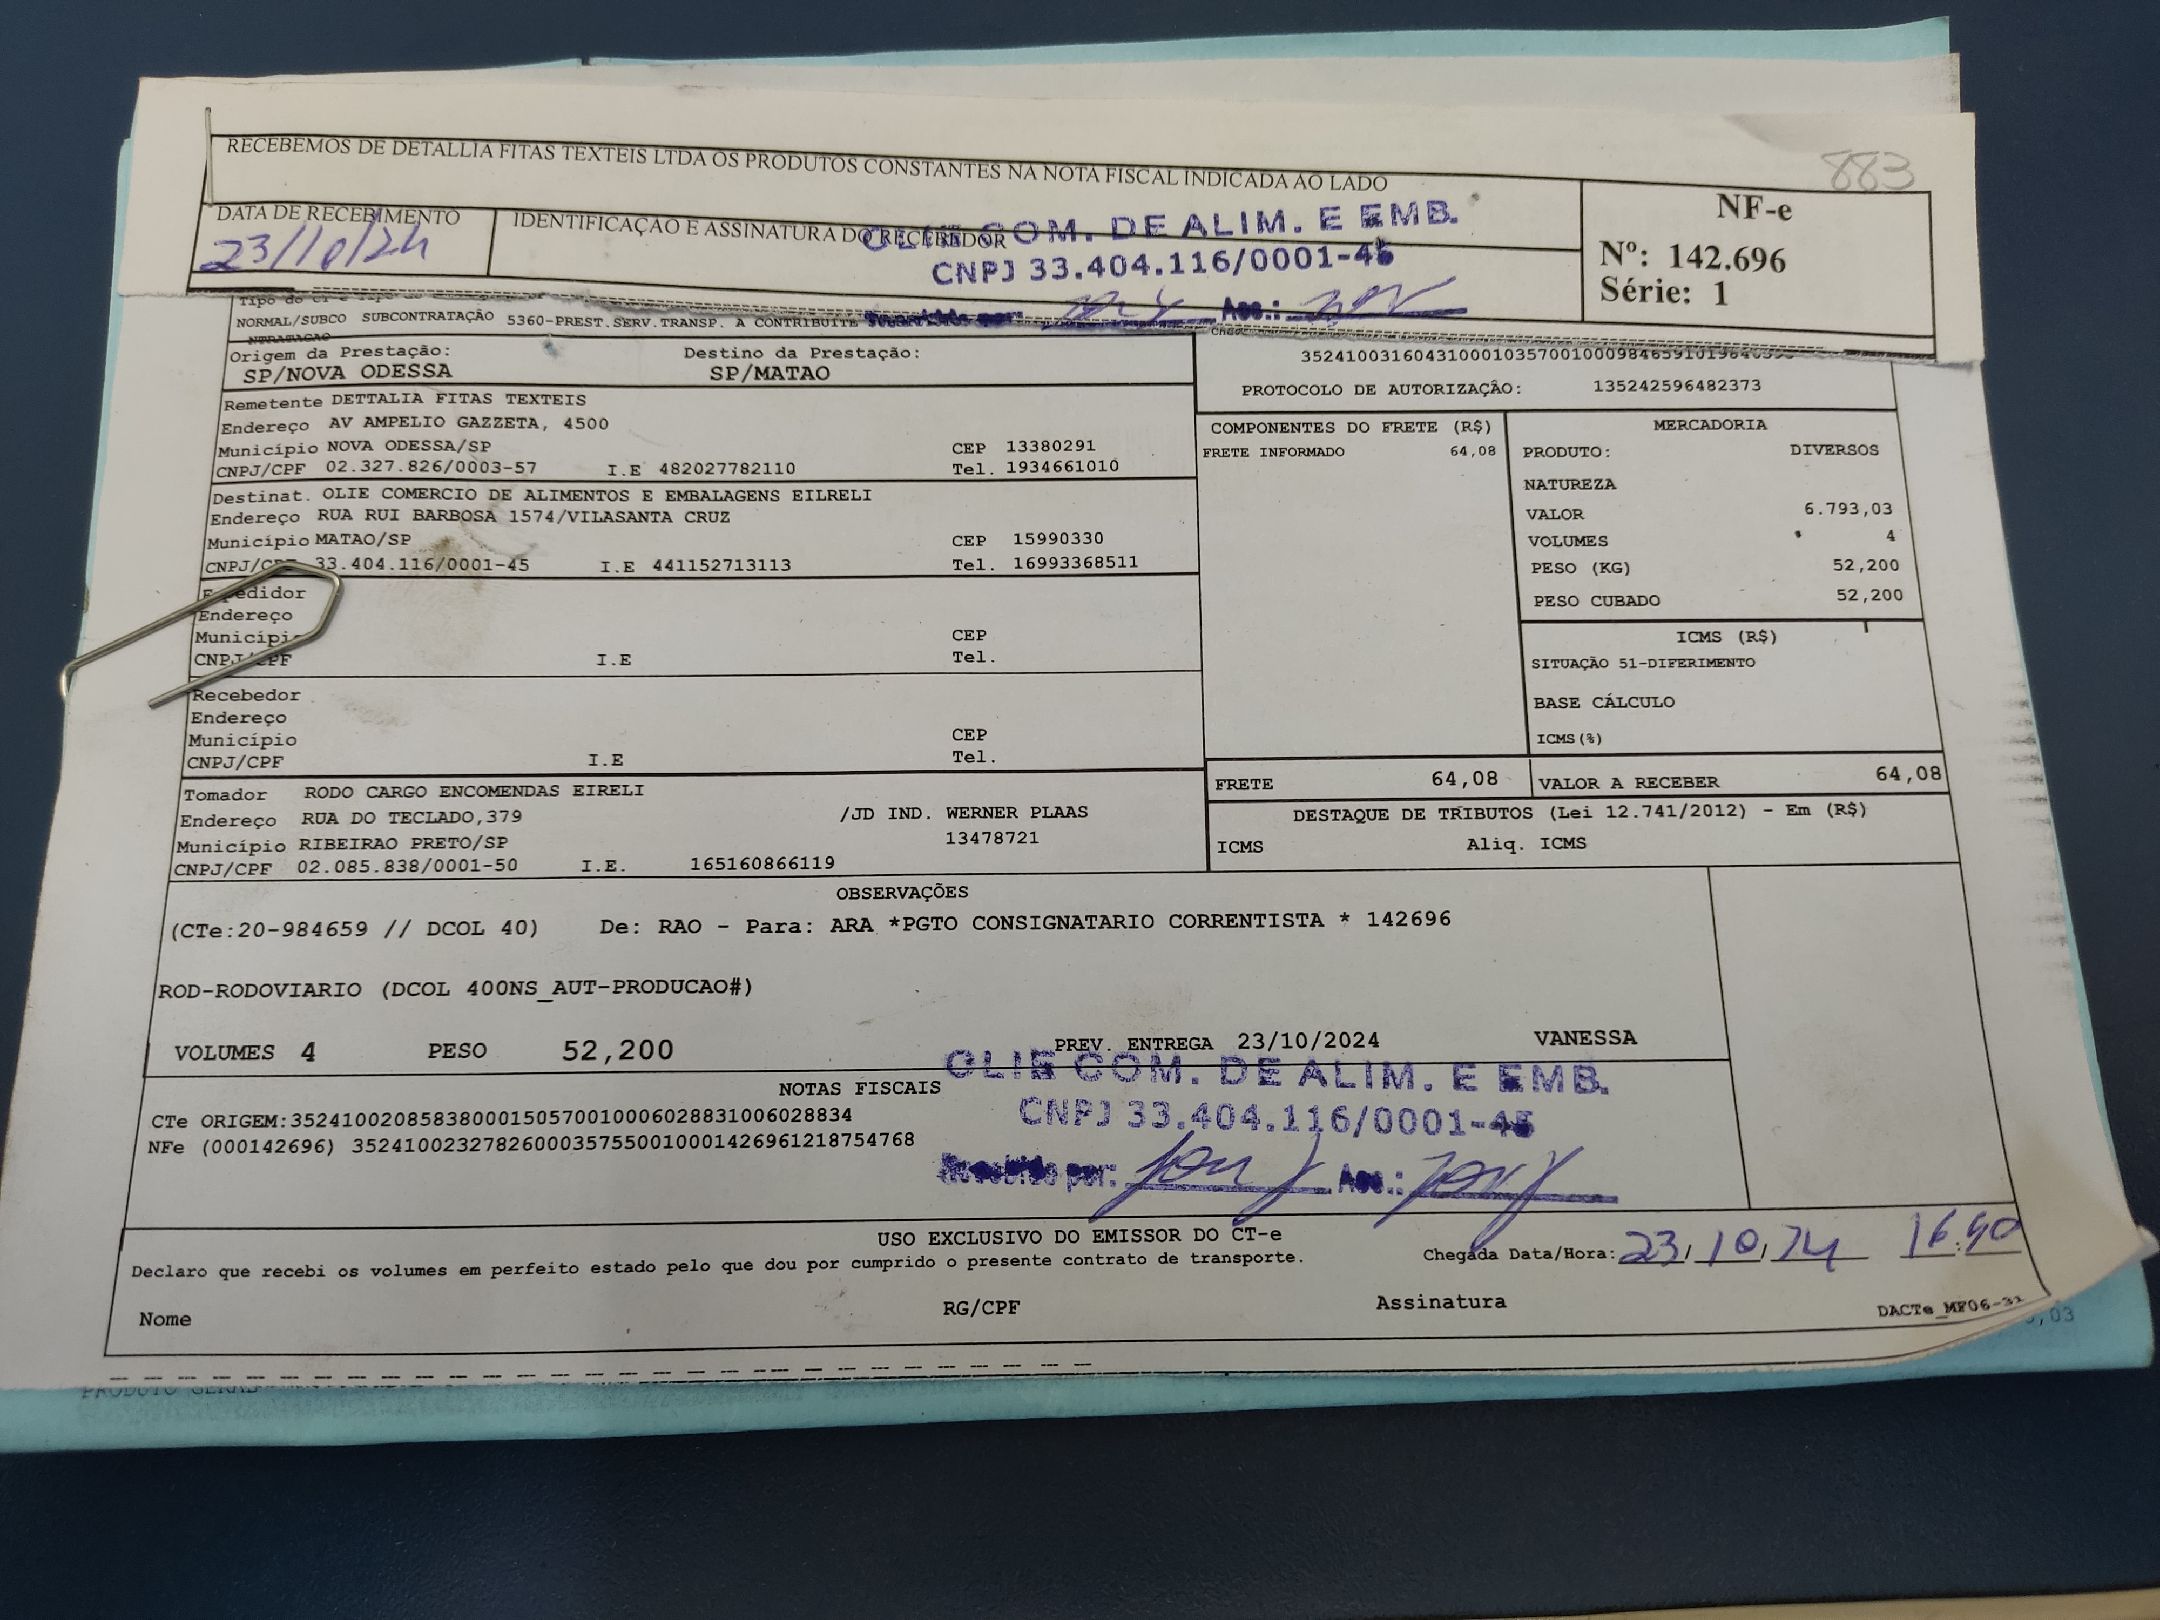 883
RECEBEMOS DE DETALLIA FITAS TEXTEIS LTDA OS PRODUTOS CONSTANTES NA NOTA FISCAL INDICADA AO LADO
NF-e
Nº: 142.696
Série: 1
DATA DE RECEBIMENTO
23/10/24
IDENTIFICAÇÃO E ASSINATURA DO RECEBEDOR
OLIE COM. DE ALIM. E EMB.
CNPJ 33.404.116/0001-45
Ass.:
NORMAL/SUBCO SUBCONTRATAÇÃO 5360-PREST.SERV.TRANSP. A CONTRIBUITE
NTRATACAO
Origem da Prestação: Destino da Prestação:
SP/NOVA ODESSA SP/MATAO
PROTOCOLO DE AUTORIZAÇÃO: 135242596482373
Remetente DETTALIA FITAS TEXTEIS
Endereço AV AMPELIO GAZZETA, 4500
Município NOVA ODESSA/SP CEP 13380291
CNPJ/CPF 02.327.826/0003-57 I.E 482027782110 Tel. 1934661010
Destinat. OLIE COMERCIO DE ALIMENTOS E EMBALAGENS EILRELI
Endereço RUA RUI BARBOSA 1574/VILASANTA CRUZ
Município MATAO/SP CEP 15990330
CNPJ/CPF 33.404.116/0001-45 I.E 441152713113 Tel. 16993368511
Expedidor
Endereço
Município CEP
CNPJ/CPF I.E Tel.
Recebedor
Endereço
Município CEP
CNPJ/CPF I.E Tel.
Tomador RODO CARGO ENCOMENDAS EIRELI
Endereço RUA DO TECLADO,379 /JD IND. WERNER PLAAS
Município RIBEIRAO PRETO/SP 13478721
CNPJ/CPF 02.085.838/0001-50 I.E. 165160866119
COMPONENTES DO FRETE (R$)
FRETE INFORMADO 64,08
MERCADORIA
PRODUTO: DIVERSOS
NATUREZA
VALOR 6.793,03
VOLUMES 4
PESO (KG) 52,200
PESO CUBADO 52,200
ICMS (R$)
SITUAÇÃO 51-DIFERIMENTO
BASE CÁLCULO
ICMS(%)
FRETE 64,08 VALOR A RECEBER 64,08
DESTAQUE DE TRIBUTOS (Lei 12.741/2012) - Em (R$)
ICMS Aliq. ICMS
OBSERVAÇÕES
(CTe:20-984659 // DCOL 40) De: RAO - Para: ARA *PGTO CONSIGNATARIO CORRENTISTA * 142696
ROD-RODOVIARIO (DCOL 400NS_AUT-PRODUCAO#)
VOLUMES 4 PESO 52,200 PREV. ENTREGA 23/10/2024 VANESSA
NOTAS FISCAIS
CTe ORIGEM:35241002085838000150570010006028831006028834
NFe (000142696) 35241002327826000357550010001426961218754768
OLIE COM. DE ALIM. E EMB.
CNPJ 33.404.116/0001-45
Recebido por: Ass.:
USO EXCLUSIVO DO EMISSOR DO CT-e
Declaro que recebi os volumes em perfeito estado pelo que dou por cumprido o presente contrato de transporte.
Chegada Data/Hora: 23/10/24 16:40
Nome RG/CPF Assinatura